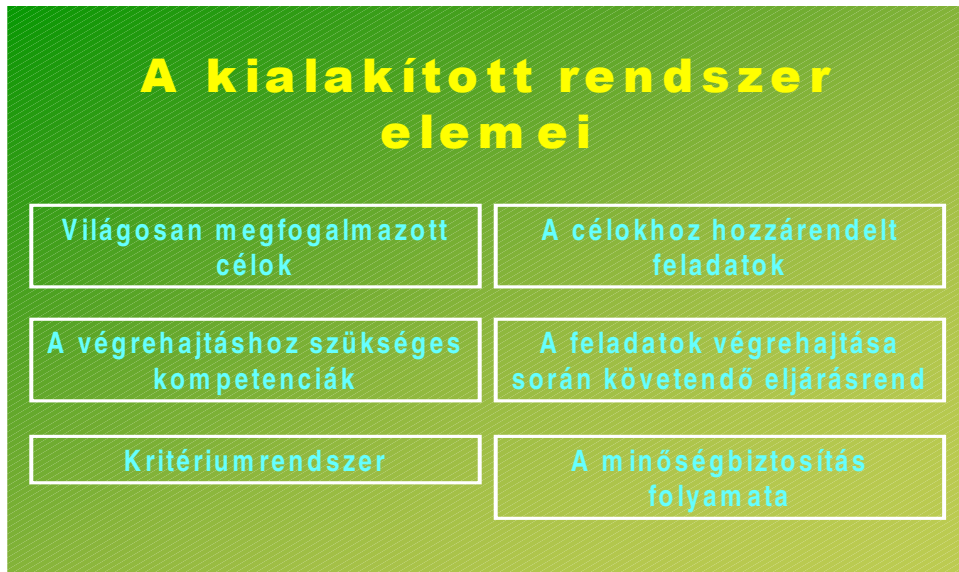 A kialakított rendszer
elemei
Világosan megfogalmazott
célok
A célokhoz hozzárendelt
feladatok
A végrehajtáshoz szükséges
kompetenciák
A feladatok végrehajtása
során követendő eljárásrend
Kritériumrendszer
A minőségbiztosítás
folyamata